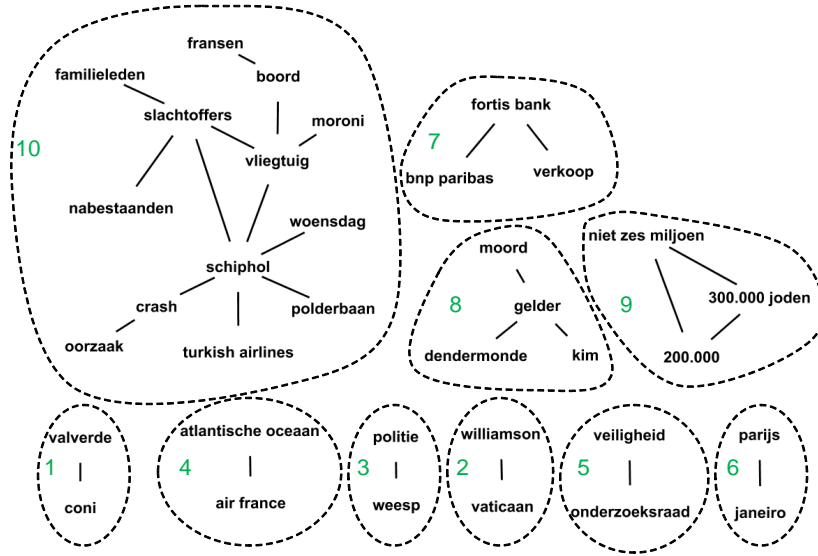 fransen
familieleden
boord
slachtoffers
moroni
10
vliegtuig
nabestaanden
woensdag
schiphol
crash
polderbaan
oorzaak
turkish airlines
fortis bank
7
bnp paribas
verkoop
moord
8
gelder
dendermonde
kim
niet zes miljoen
9
300.000 joden
200.000
valverde
1
coni
atlantische oceaan
4
air france
politie
3
weesp
williamson
2
vaticaan
veiligheid
5
onderzoeksraad
parijs
6
janeiro